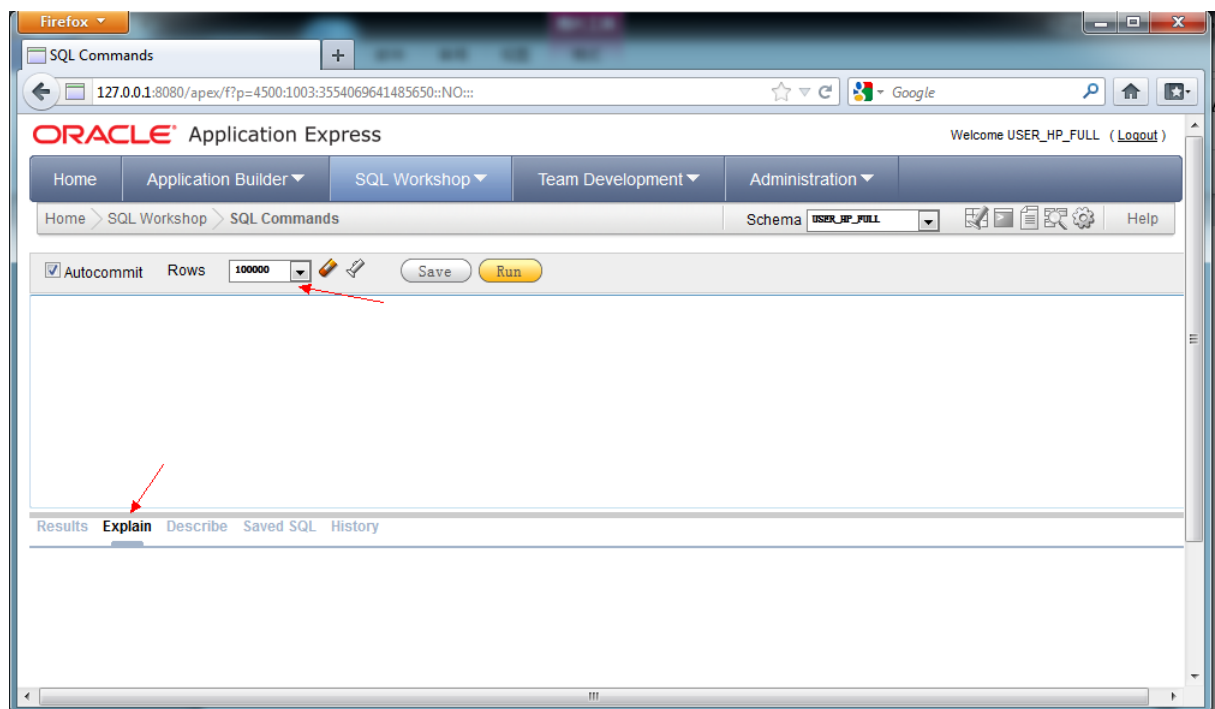 Firefox
SQL Commands
127.0.0.1:8080/apex/f?p=4500:1003:3554069641485650::NO:::
Google
ORACLE Application Express
Welcome USER_HP_FULL ( Logout )
Home Application Builder SQL Workshop Team Development Administration
Home SQL Workshop SQL Commands Schema USER_HP_FULL Help
Autocommit Rows 100000 Save Run
Results Explain Describe Saved SQL History